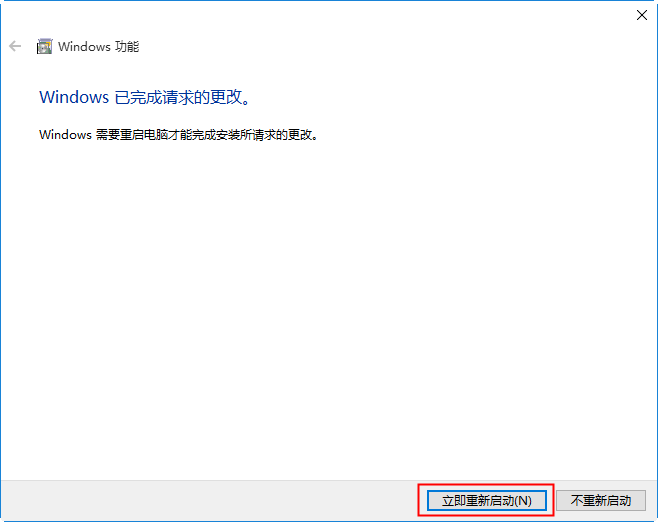 Windows 功能
Windows 已完成请求的更改。
Windows 需要重启电脑才能完成安装所请求的更改。
立即重新启动(N)
不重新启动